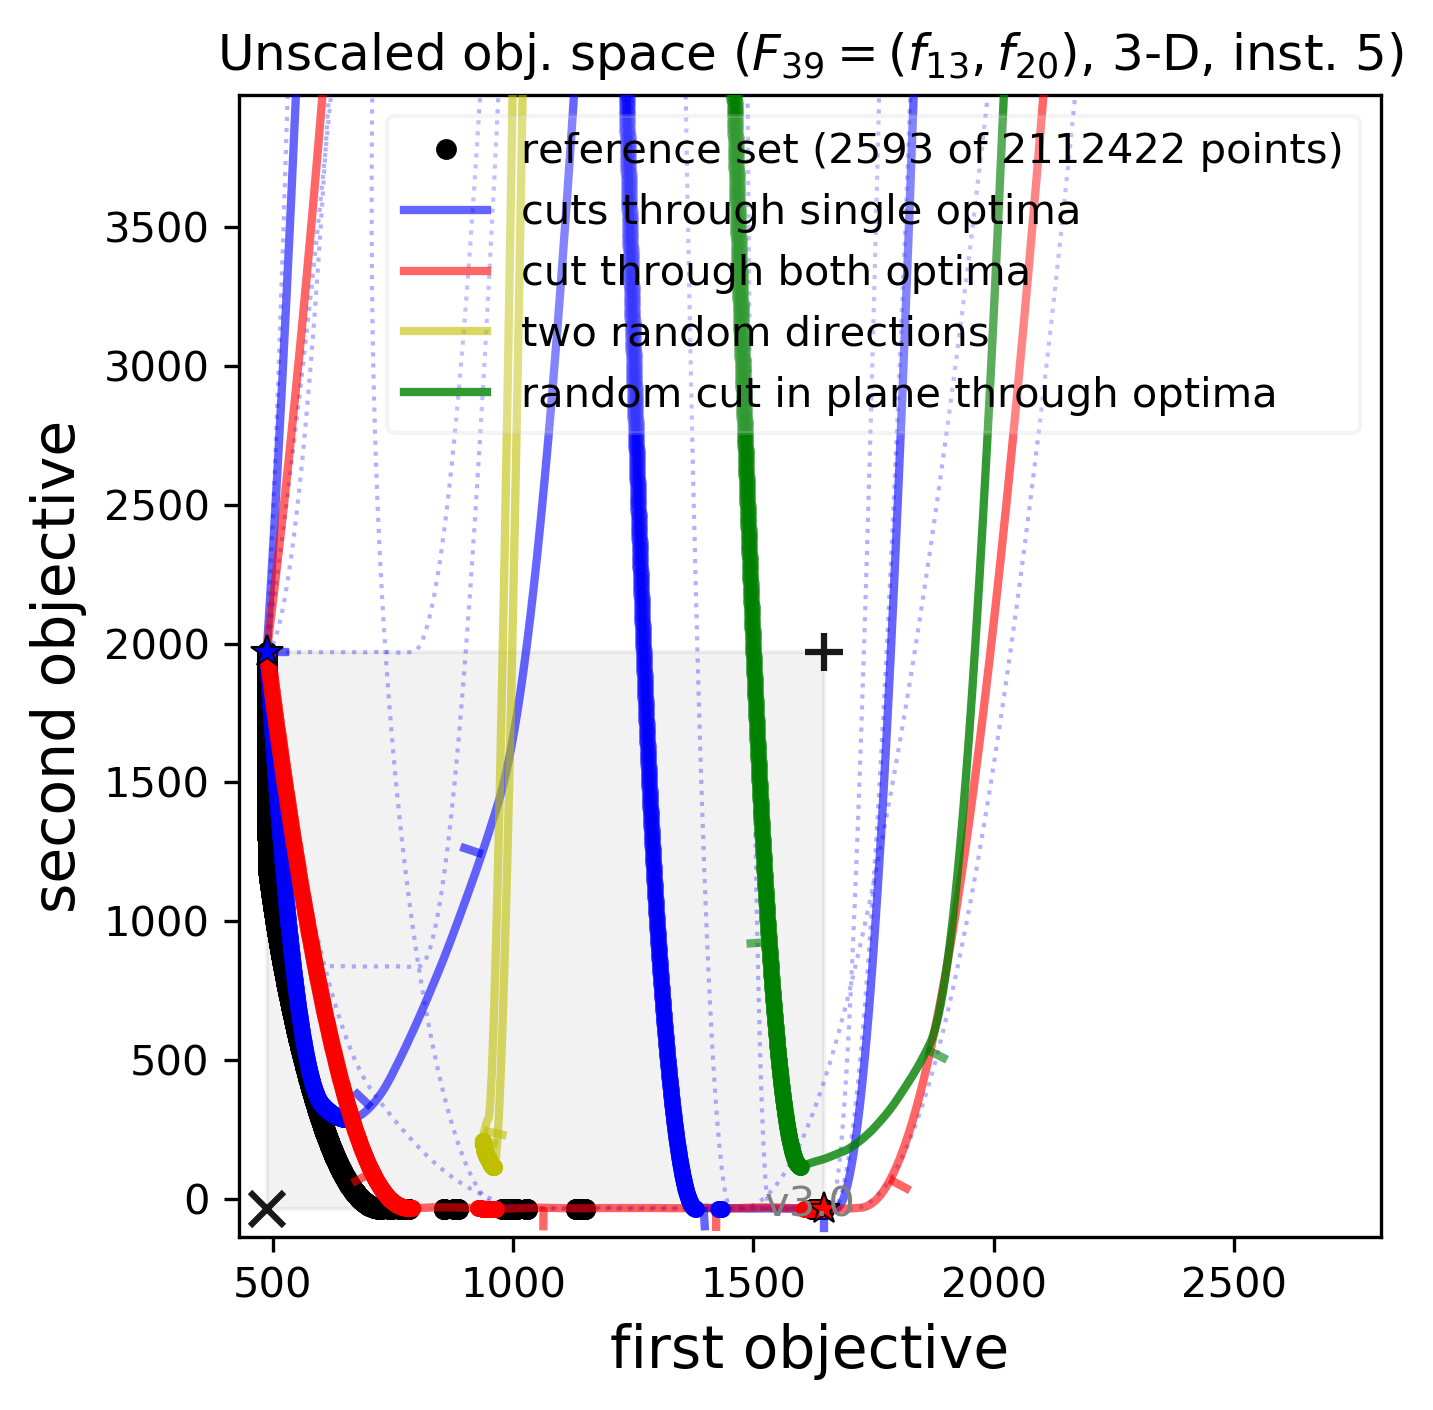 Unscaled obj. space (F₃₉ = (f₁₃, f₂₀), 3-D, inst. 5)
reference set (2593 of 2112422 points)
cuts through single optima
cut through both optima
two random directions
random cut in plane through optima
3500
3000
2500
2000
1500
1000
500
0
second objective
v3.0
500 1000 1500 2000 2500
first objective